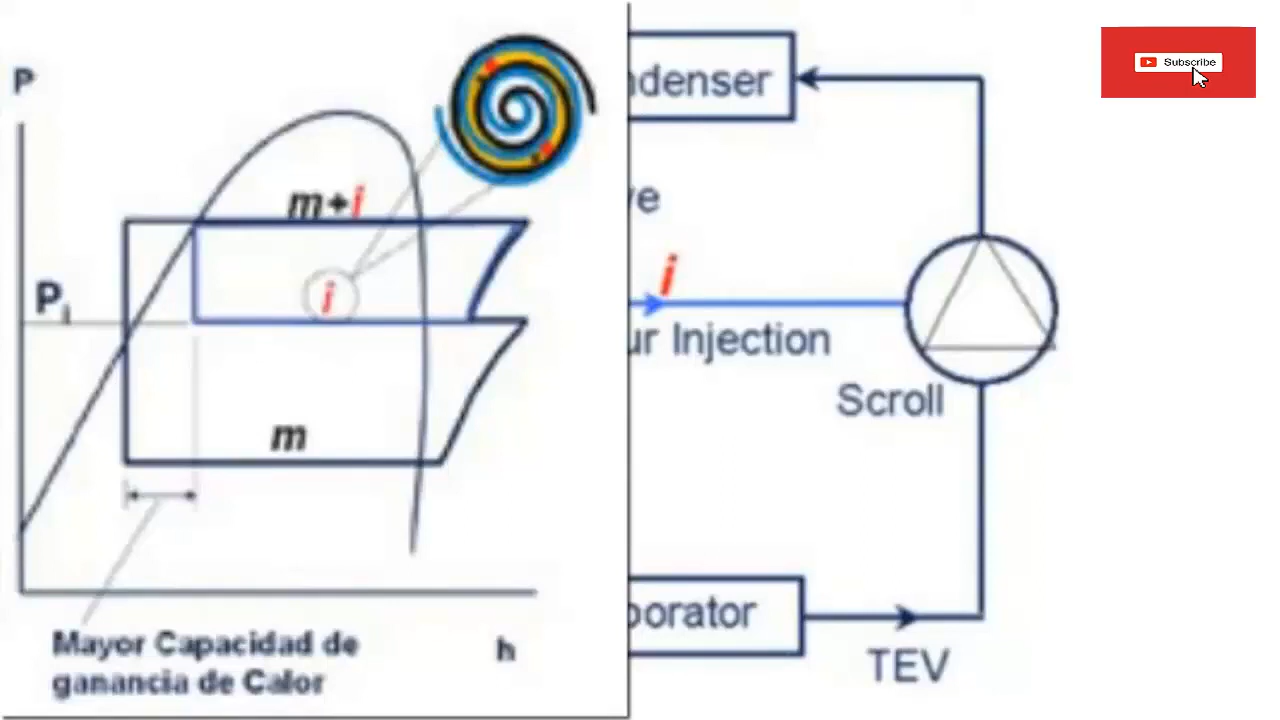 P
m+i
Pi
i
m
Mayor Capacidad de
ganancia de Calor
h
ndenser
ve
i
ur Injection
Scroll
porator
TEV
Subscribe